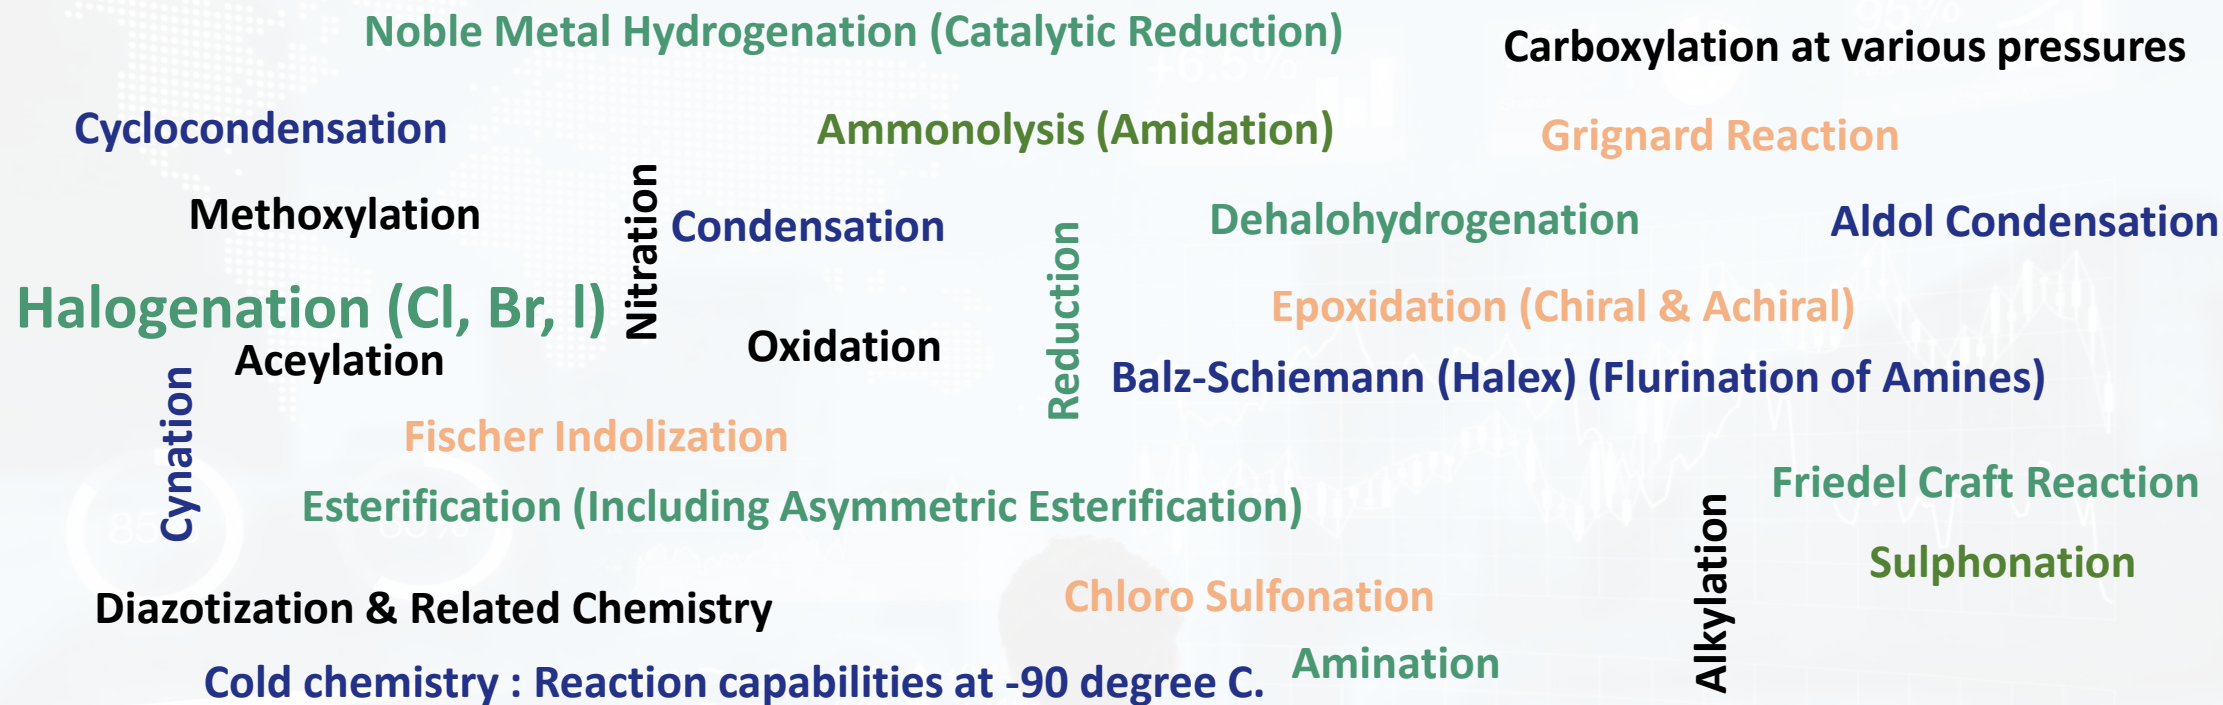 Noble Metal Hydrogenation (Catalytic Reduction)
Carboxylation at various pressures
+6.5%
95%
Cyclocondensation
Ammonolysis (Amidation)
Grignard Reaction
Methoxylation
Nitration
Condensation
Reduction
Dehalohydrogenation
Aldol Condensation
Halogenation (Cl, Br, I)
Epoxidation (Chiral & Achiral)
Aceylation
Oxidation
Balz-Schiemann (Halex) (Flurination of Amines)
Cynation
Fischer Indolization
Friedel Craft Reaction
Esterification (Including Asymmetric Esterification)
Alkylation
Sulphonation
Diazotization & Related Chemistry
Chloro Sulfonation
Amination
Cold chemistry : Reaction capabilities at -90 degree C.